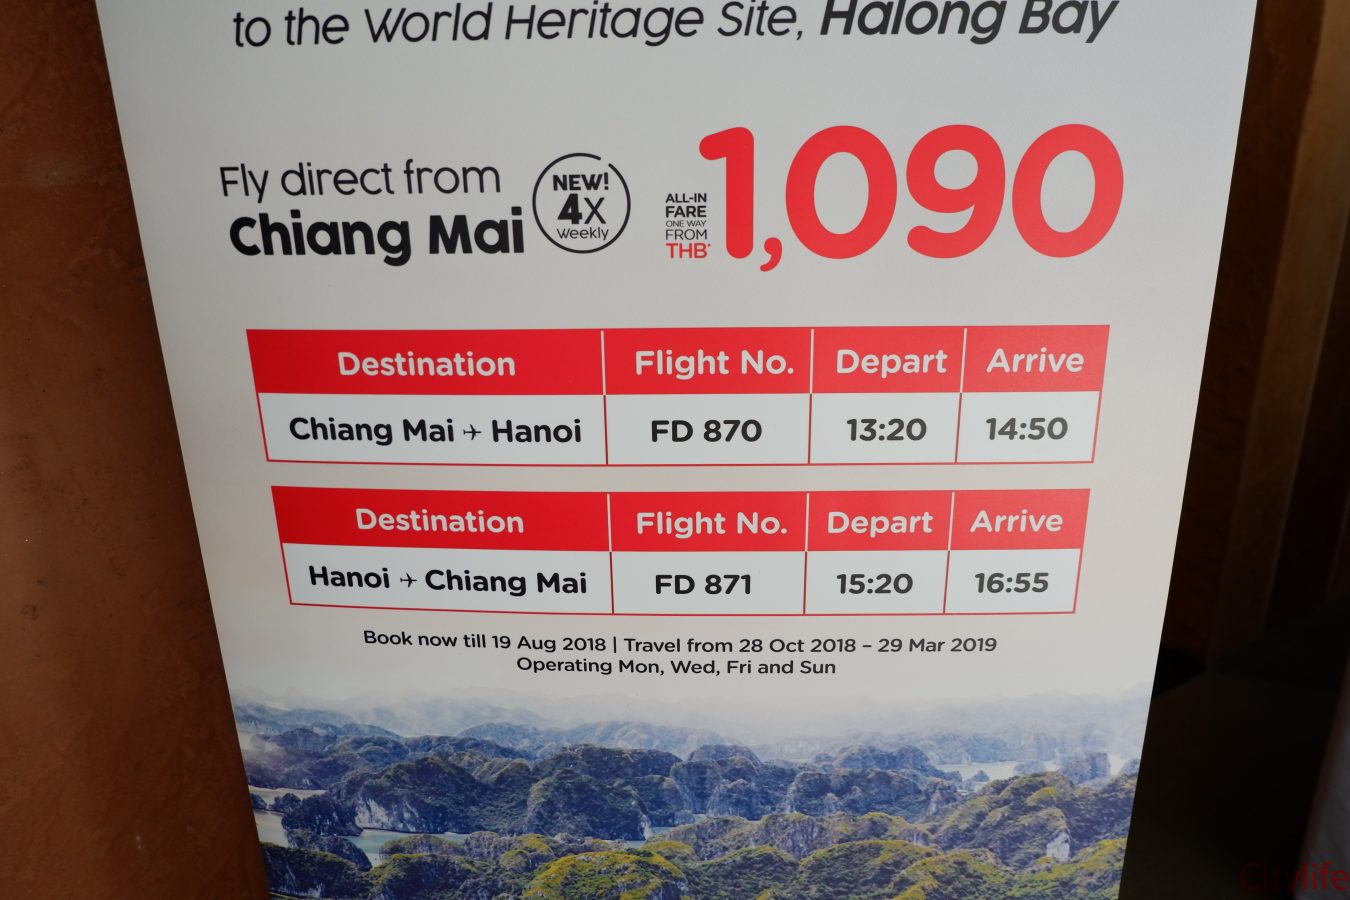 to the World Heritage Site, Halong Bay
Fly direct from
Chiang Mai
NEW!
4X
weekly
ALL-IN
FARE
ONE WAY
FROM
THB*
1,090
Destination Flight No. Depart Arrive
Chiang Mai ✈ Hanoi FD 870 13:20 14:50
Destination Flight No. Depart Arrive
Hanoi ✈ Chiang Mai FD 871 15:20 16:55
Book now till 19 Aug 2018 | Travel from 28 Oct 2018 – 29 Mar 2019
Operating Mon, Wed, Fri and Sun
Citylife